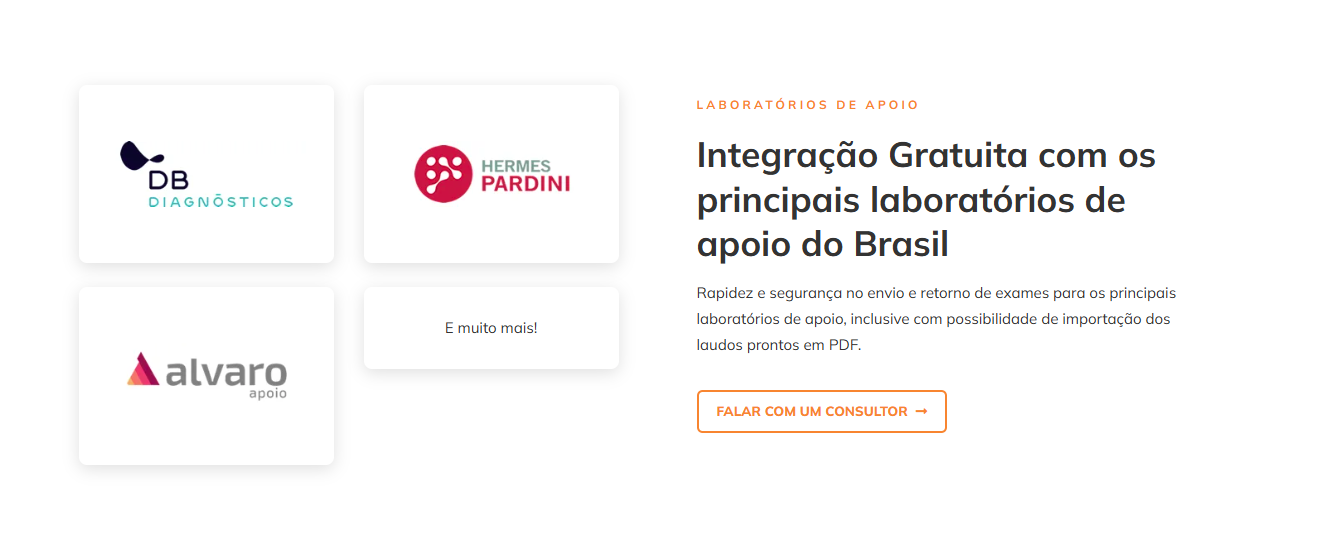 DB
DIAGNÓSTICOS
HERMES
PARDINI
alvaro
apoio
E muito mais!
LABORATÓRIOS DE APOIO
Integração Gratuita com os
principais laboratórios de
apoio do Brasil
Rapidez e segurança no envio e retorno de exames para os principais
laboratórios de apoio, inclusive com possibilidade de importação dos
laudos prontos em PDF.
FALAR COM UM CONSULTOR →